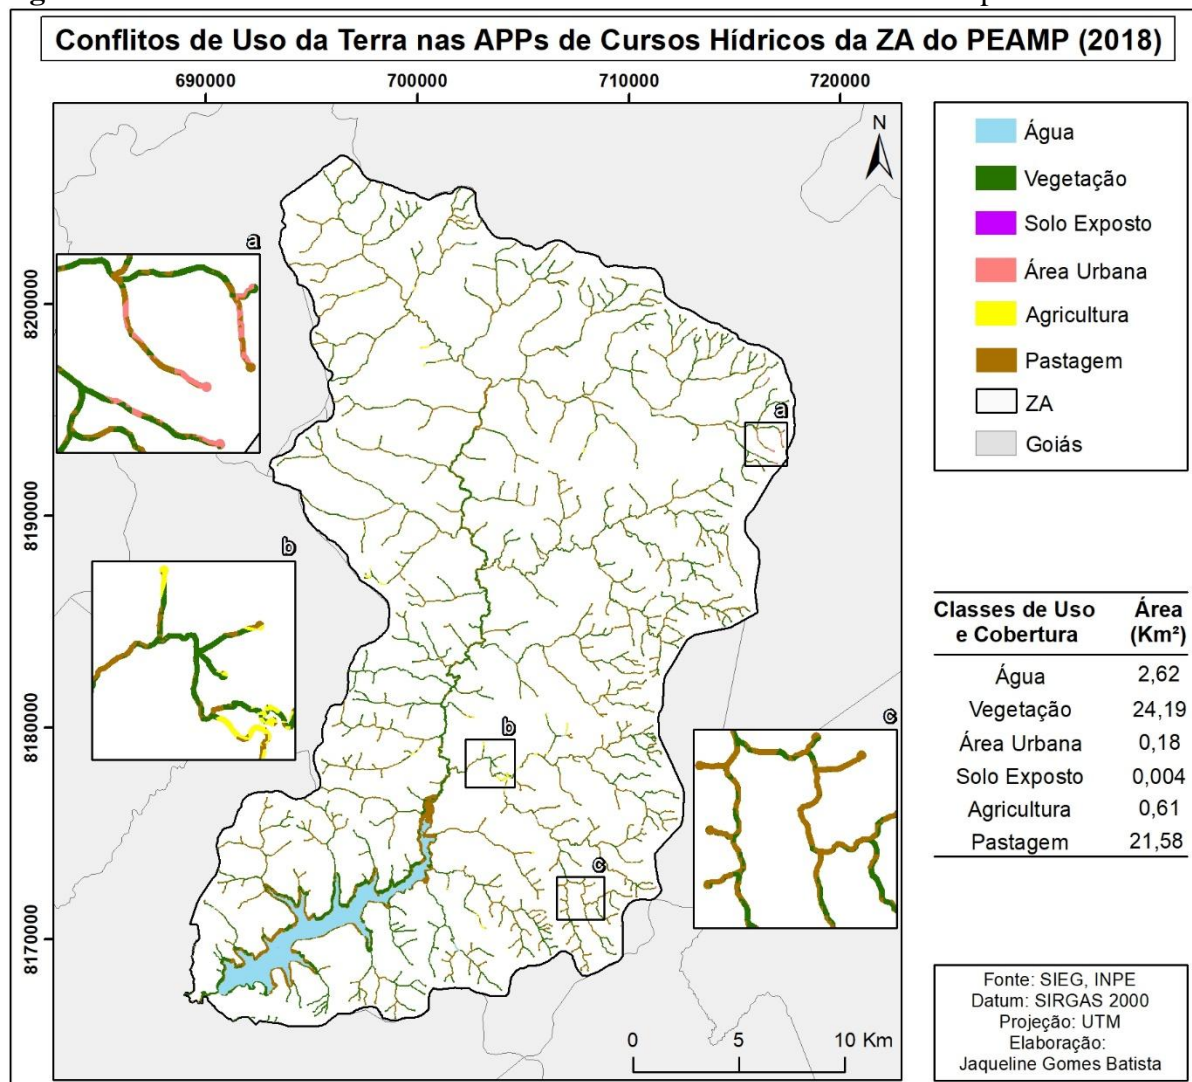 Conflitos de Uso da Terra nas APPs de Cursos Hídricos da ZA do PEAMP (2018)
690000
700000
710000
720000
8200000
8190000
8180000
8170000
N
a
b
c
a
b
c
Água
Vegetação
Solo Exposto
Área Urbana
Agricultura
Pastagem
ZA
Goiás
Classes de Uso e Cobertura Área (Km²)
Água 2,62
Vegetação 24,19
Área Urbana 0,18
Solo Exposto 0,004
Agricultura 0,61
Pastagem 21,58
0 5 10 Km
Fonte: SIEG, INPE
Datum: SIRGAS 2000
Projeção: UTM
Elaboração:
Jaqueline Gomes Batista